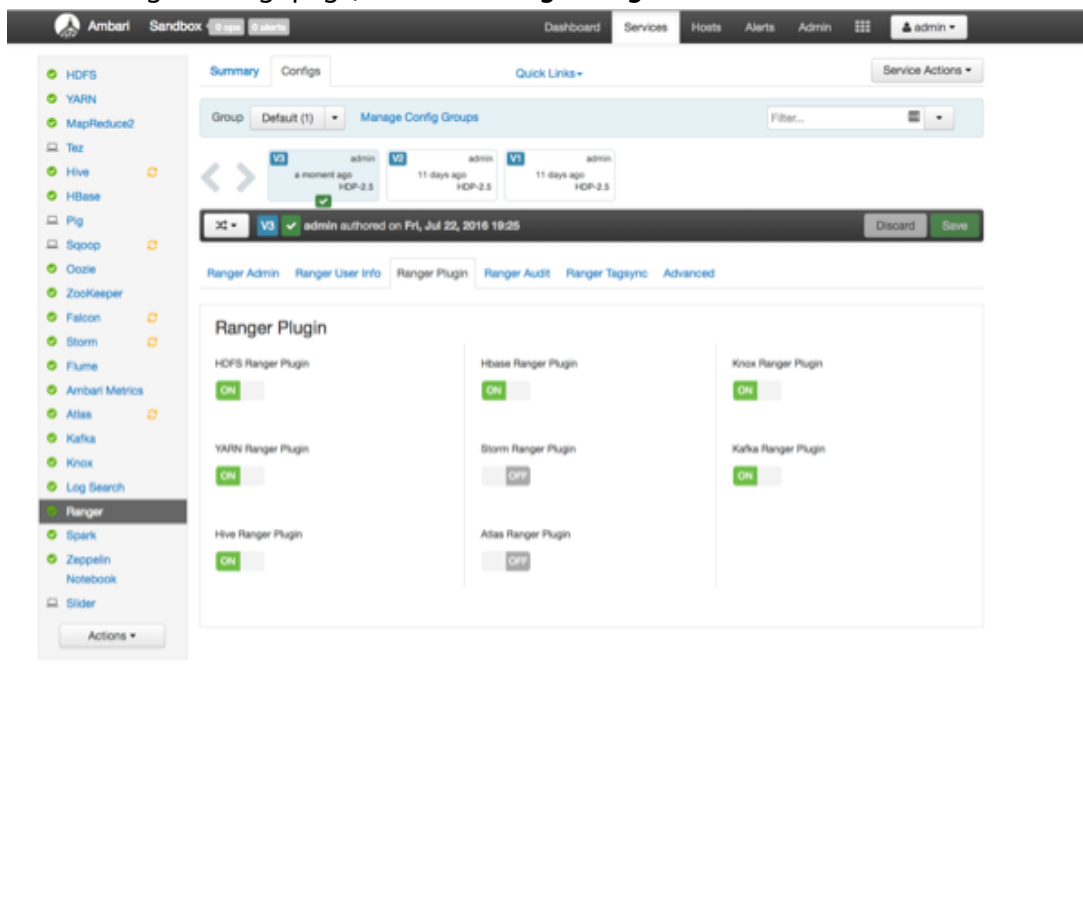 Ambari Sandbox 0 ops 0 alerts Dashboard Services Hosts Alerts Admin admin
HDFS
YARN
MapReduce2
Tez
Hive
HBase
Pig
Sqoop
Oozie
ZooKeeper
Falcon
Storm
Flume
Ambari Metrics
Atlas
Kafka
Knox
Log Search
Ranger
Spark
Zeppelin
Notebook
Slider
Actions
Summary Configs Quick Links Service Actions
Group Default (1) Manage Config Groups Filter...
V3 admin
a moment ago
HDP-2.5
V2 admin
11 days ago
HDP-2.5
V1 admin
11 days ago
HDP-2.5
V3 admin authored on Fri, Jul 22, 2016 19:25 Discard Save
Ranger Admin Ranger User Info Ranger Plugin Ranger Audit Ranger Tagsync Advanced
Ranger Plugin
HDFS Ranger Plugin Hbase Ranger Plugin Knox Ranger Plugin
ON ON ON
YARN Ranger Plugin Storm Ranger Plugin Kafka Ranger Plugin
ON OFF ON
Hive Ranger Plugin Atlas Ranger Plugin
ON OFF